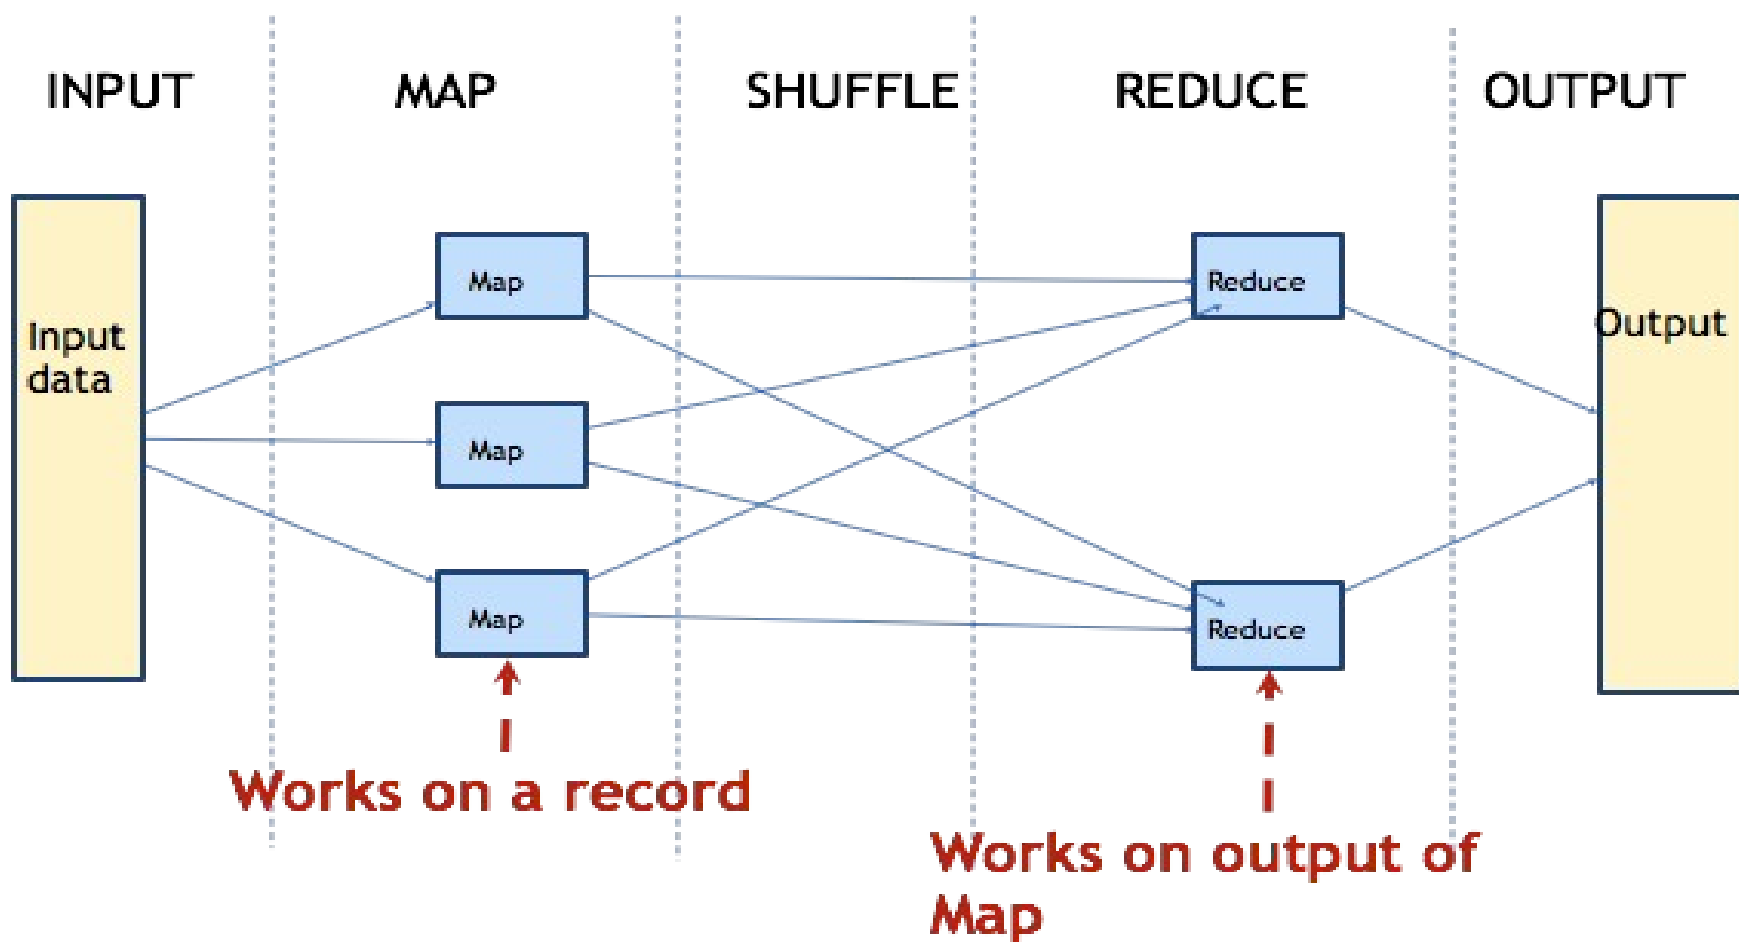 INPUT
MAP
SHUFFLE
REDUCE
OUTPUT
Input
data
Map
Map
Map
Reduce
Reduce
Output
Works on a record
Works on output of
Map